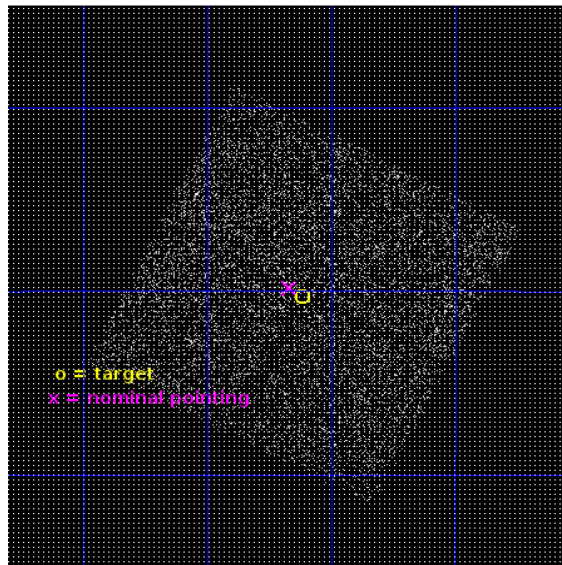 o = target
x = nominal pointing